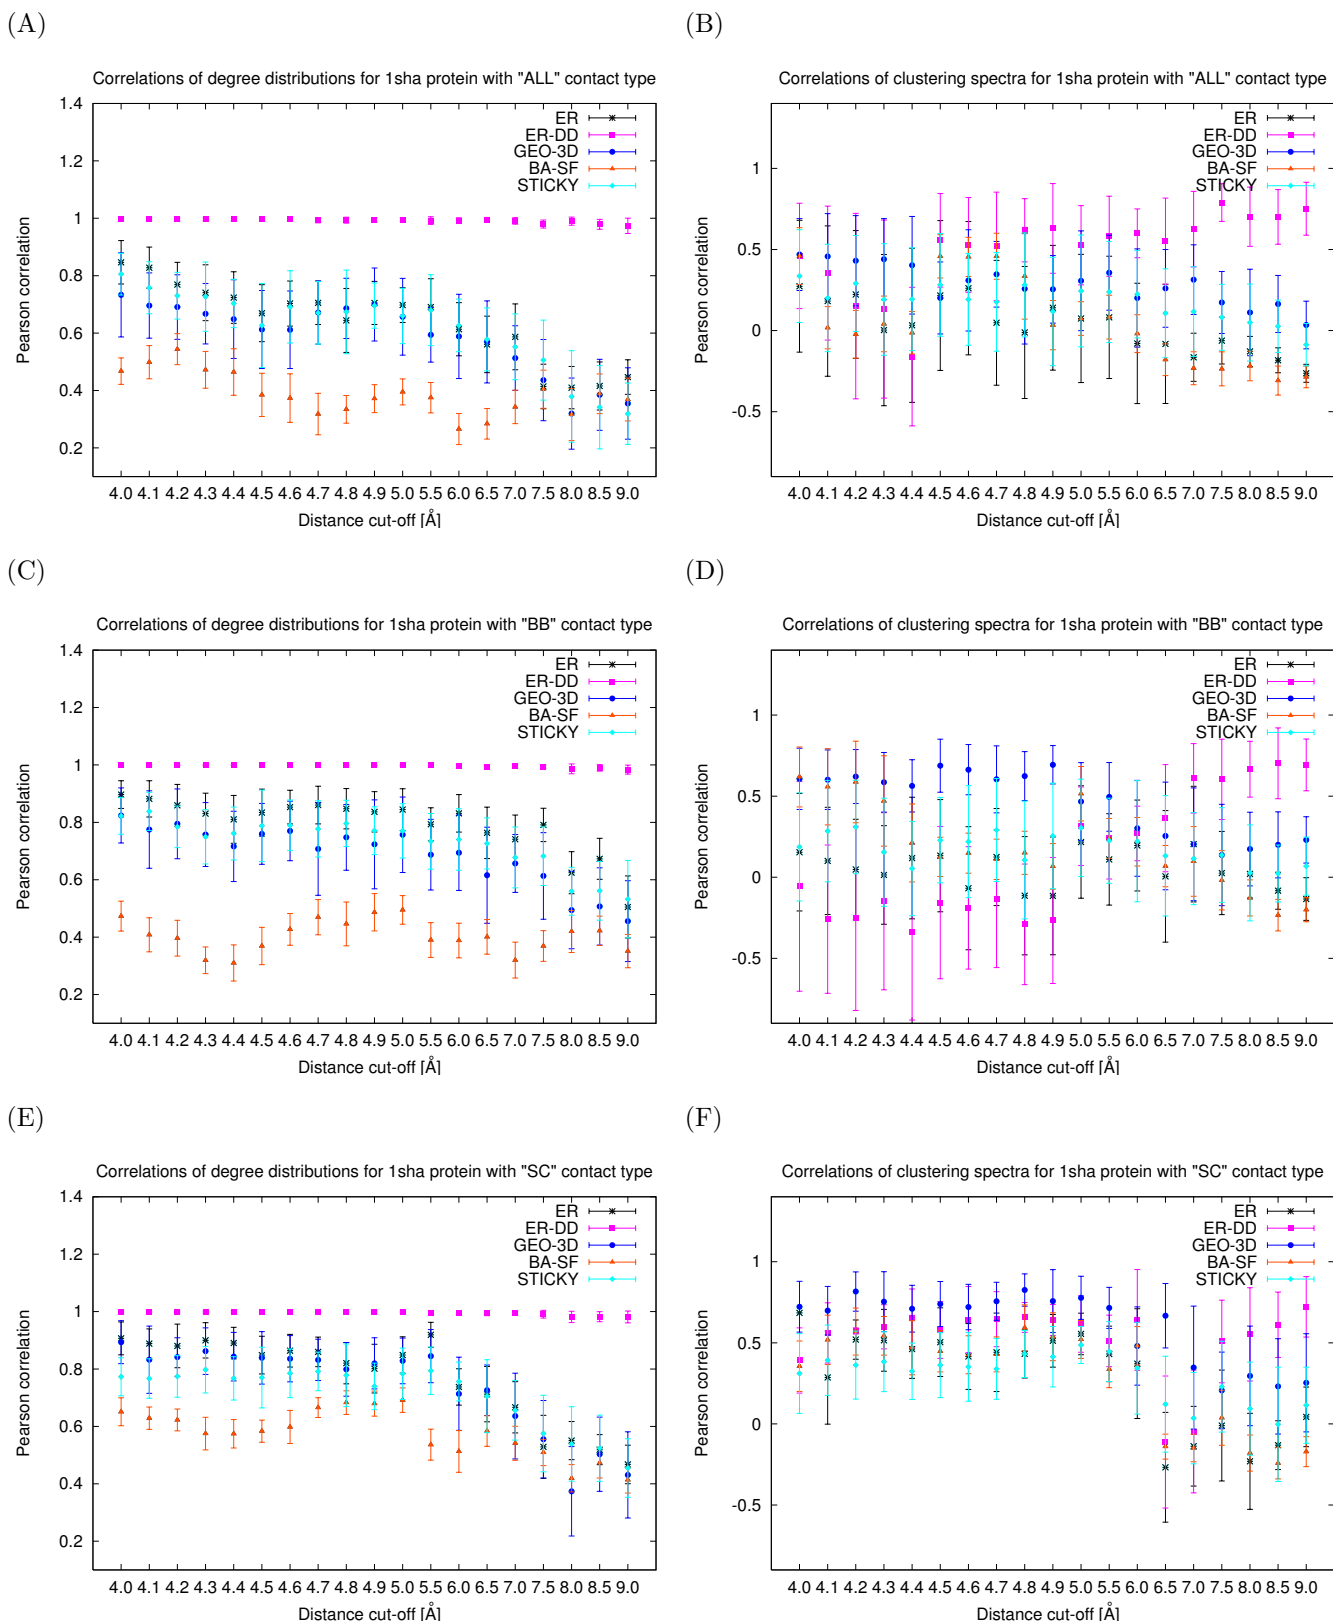 (A)
Correlations of degree distributions for 1sha protein with "ALL" contact type
1.4
1.2
1
0.8
0.6
0.4
0.2
Pearson correlation
ER
ER-DD
GEO-3D
BA-SF
STICKY
4.0 4.1 4.2 4.3 4.4 4.5 4.6 4.7 4.8 4.9 5.0 5.5 6.0 6.5 7.0 7.5 8.0 8.5 9.0
Distance cut-off [Å]
(B)
Correlations of clustering spectra for 1sha protein with "ALL" contact type
1
0.5
0
-0.5
Pearson correlation
ER
ER-DD
GEO-3D
BA-SF
STICKY
4.0 4.1 4.2 4.3 4.4 4.5 4.6 4.7 4.8 4.9 5.0 5.5 6.0 6.5 7.0 7.5 8.0 8.5 9.0
Distance cut-off [Å]
(C)
Correlations of degree distributions for 1sha protein with "BB" contact type
1.4
1.2
1
0.8
0.6
0.4
0.2
Pearson correlation
ER
ER-DD
GEO-3D
BA-SF
STICKY
4.0 4.1 4.2 4.3 4.4 4.5 4.6 4.7 4.8 4.9 5.0 5.5 6.0 6.5 7.0 7.5 8.0 8.5 9.0
Distance cut-off [Å]
(D)
Correlations of clustering spectra for 1sha protein with "BB" contact type
1
0.5
0
-0.5
Pearson correlation
ER
ER-DD
GEO-3D
BA-SF
STICKY
4.0 4.1 4.2 4.3 4.4 4.5 4.6 4.7 4.8 4.9 5.0 5.5 6.0 6.5 7.0 7.5 8.0 8.5 9.0
Distance cut-off [Å]
(E)
Correlations of degree distributions for 1sha protein with "SC" contact type
1.4
1.2
1
0.8
0.6
0.4
0.2
Pearson correlation
ER
ER-DD
GEO-3D
BA-SF
STICKY
4.0 4.1 4.2 4.3 4.4 4.5 4.6 4.7 4.8 4.9 5.0 5.5 6.0 6.5 7.0 7.5 8.0 8.5 9.0
Distance cut-off [Å]
(F)
Correlations of clustering spectra for 1sha protein with "SC" contact type
1
0.5
0
-0.5
Pearson correlation
ER
ER-DD
GEO-3D
BA-SF
STICKY
4.0 4.1 4.2 4.3 4.4 4.5 4.6 4.7 4.8 4.9 5.0 5.5 6.0 6.5 7.0 7.5 8.0 8.5 9.0
Distance cut-off [Å]